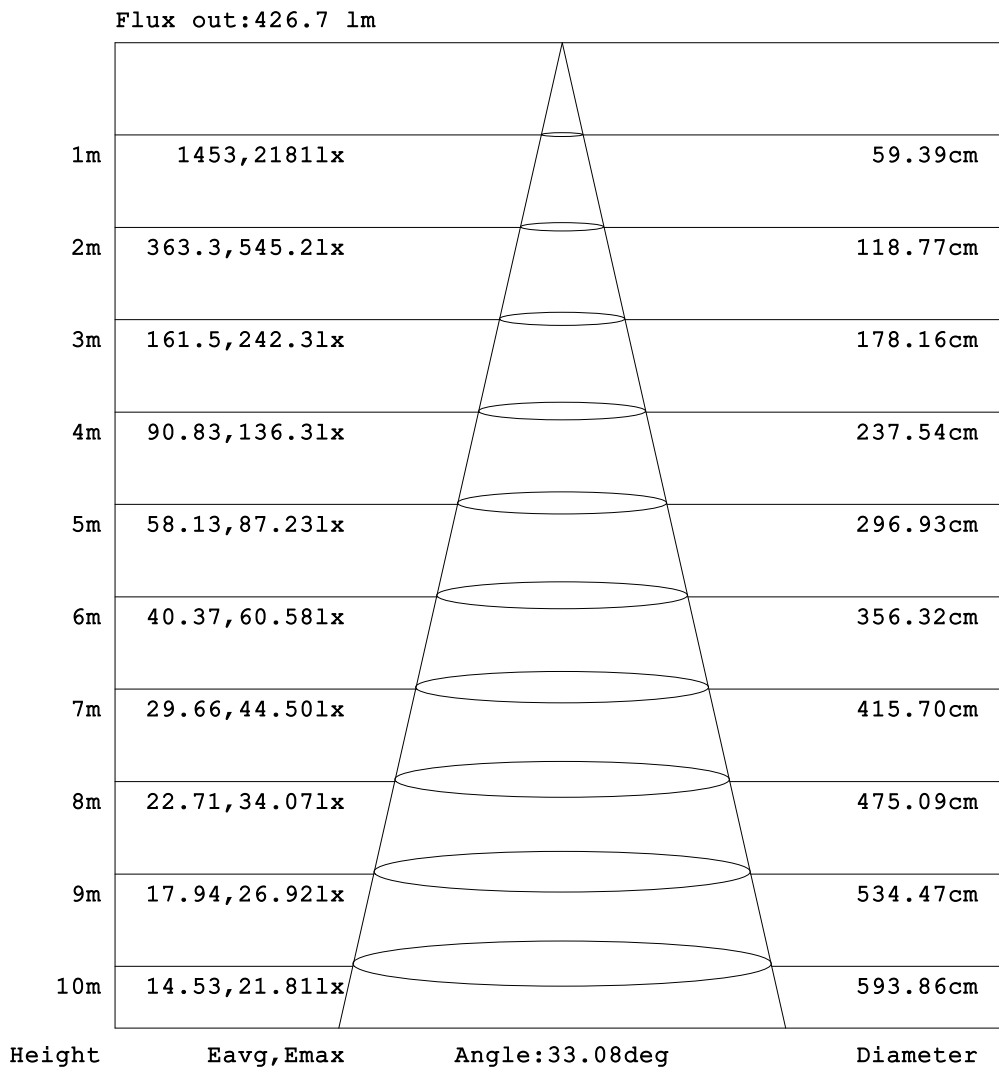 Flux out:426.7 lm
1m 1453,2181lx 59.39cm
2m 363.3,545.2lx 118.77cm
3m 161.5,242.3lx 178.16cm
4m 90.83,136.3lx 237.54cm
5m 58.13,87.23lx 296.93cm
6m 40.37,60.58lx 356.32cm
7m 29.66,44.50lx 415.70cm
8m 22.71,34.07lx 475.09cm
9m 17.94,26.92lx 534.47cm
10m 14.53,21.81lx 593.86cm
Height Eavg,Emax Angle:33.08deg Diameter